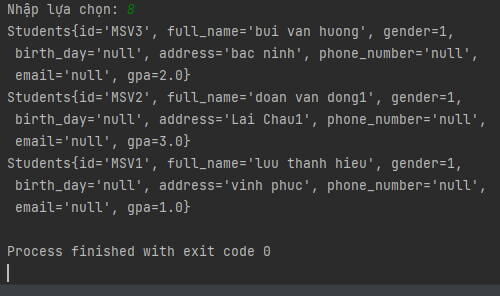 Nhập lựa chọn: 8
Students{id='MSV3', full_name='bui van huong', gender=1,
birth_day='null', address='bac ninh', phone_number='null',
email='null', gpa=2.0}
Students{id='MSV2', full_name='doan van dong1', gender=1,
birth_day='null', address='Lai Chau1', phone_number='null',
email='null', gpa=3.0}
Students{id='MSV1', full_name='luu thanh hieu', gender=1,
birth_day='null', address='vinh phuc', phone_number='null',
email='null', gpa=1.0}
Process finished with exit code 0